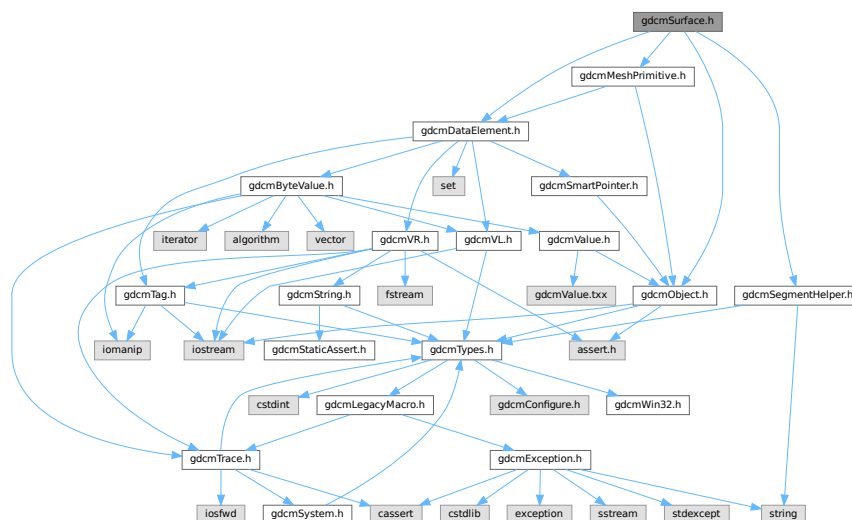 gdcmSurface.h
gdcmMeshPrimitive.h
gdcmDataElement.h
gdcmByteValue.h
set
gdcmSmartPointer.h
iterator
algorithm
vector
gdcmVR.h
gdcmVL.h
gdcmValue.h
gdcmTag.h
gdcmString.h
fstream
gdcmValue.txx
gdcmObject.h
gdcmSegmentHelper.h
iomanip
iostream
gdcmStaticAssert.h
gdcmTypes.h
assert.h
cstdint
gdcmLegacyMacro.h
gdcmConfigure.h
gdcmWin32.h
gdcmTrace.h
gdcmException.h
iosfwd
gdcmSystem.h
cassert
cstdlib
exception
sstream
stdexcept
string